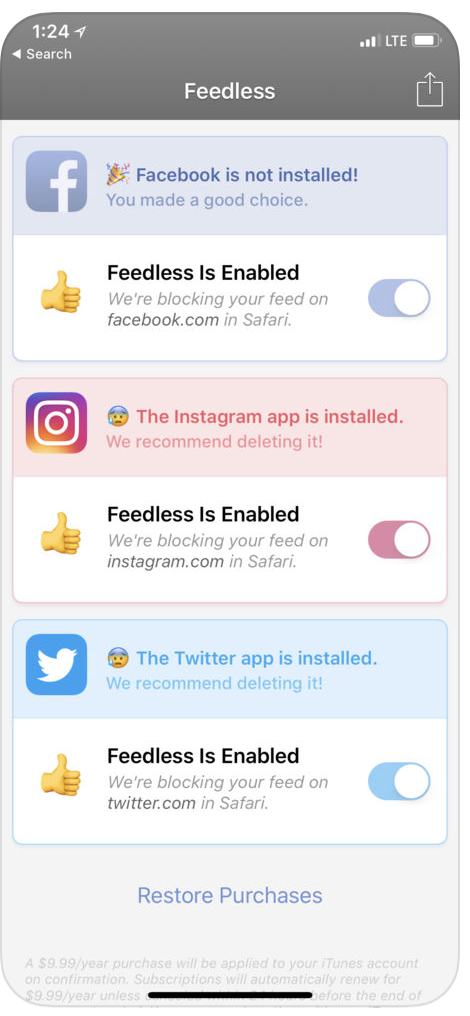 1:24
LTE
Search
Feedless
Facebook is not installed!
You made a good choice.
Feedless Is Enabled
We're blocking your feed on
facebook.com in Safari.
The Instagram app is installed.
We recommend deleting it!
Feedless Is Enabled
We're blocking your feed on
instagram.com in Safari.
The Twitter app is installed.
We recommend deleting it!
Feedless Is Enabled
We're blocking your feed on
twitter.com in Safari.
Restore Purchases
A $9.99/year purchase will be applied to your iTunes account
on confirmation. Subscriptions will automatically renew for
$9.99/year unless before the end of